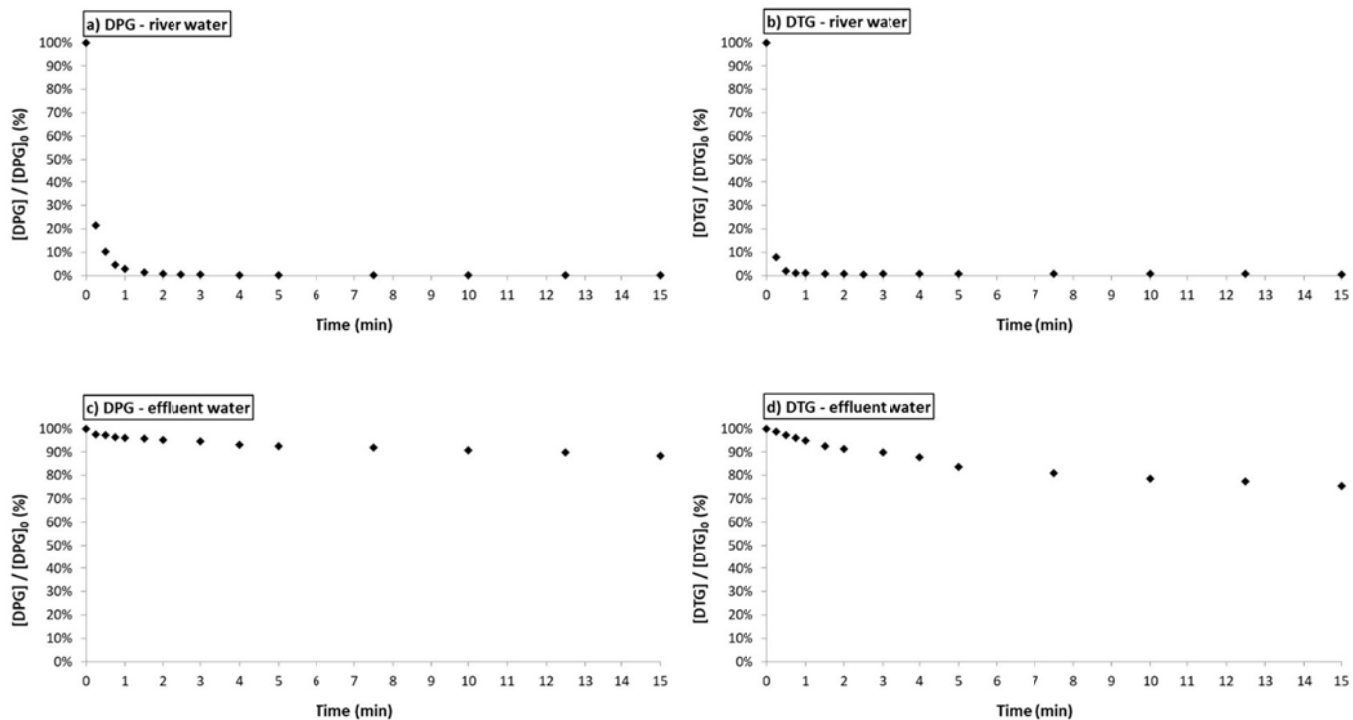 a) DPG - river water
100%
90%
80%
70%
60%
50%
40%
30%
20%
10%
0%
[DPG] / [DPG]₀ (%)
0 1 2 3 4 5 6 7 8 9 10 11 12 13 14 15
Time (min)
b) DTG - river water
100%
90%
80%
70%
60%
50%
40%
30%
20%
10%
0%
[DTG] / [DTG]₀ (%)
0 1 2 3 4 5 6 7 8 9 10 11 12 13 14 15
Time (min)
c) DPG - effluent water
100%
90%
80%
70%
60%
50%
40%
30%
20%
10%
0%
[DPG] / [DPG]₀ (%)
0 1 2 3 4 5 6 7 8 9 10 11 12 13 14 15
Time (min)
d) DTG - effluent water
100%
90%
80%
70%
60%
50%
40%
30%
20%
10%
0%
[DTG] / [DTG]₀ (%)
0 1 2 3 4 5 6 7 8 9 10 11 12 13 14 15
Time (min)